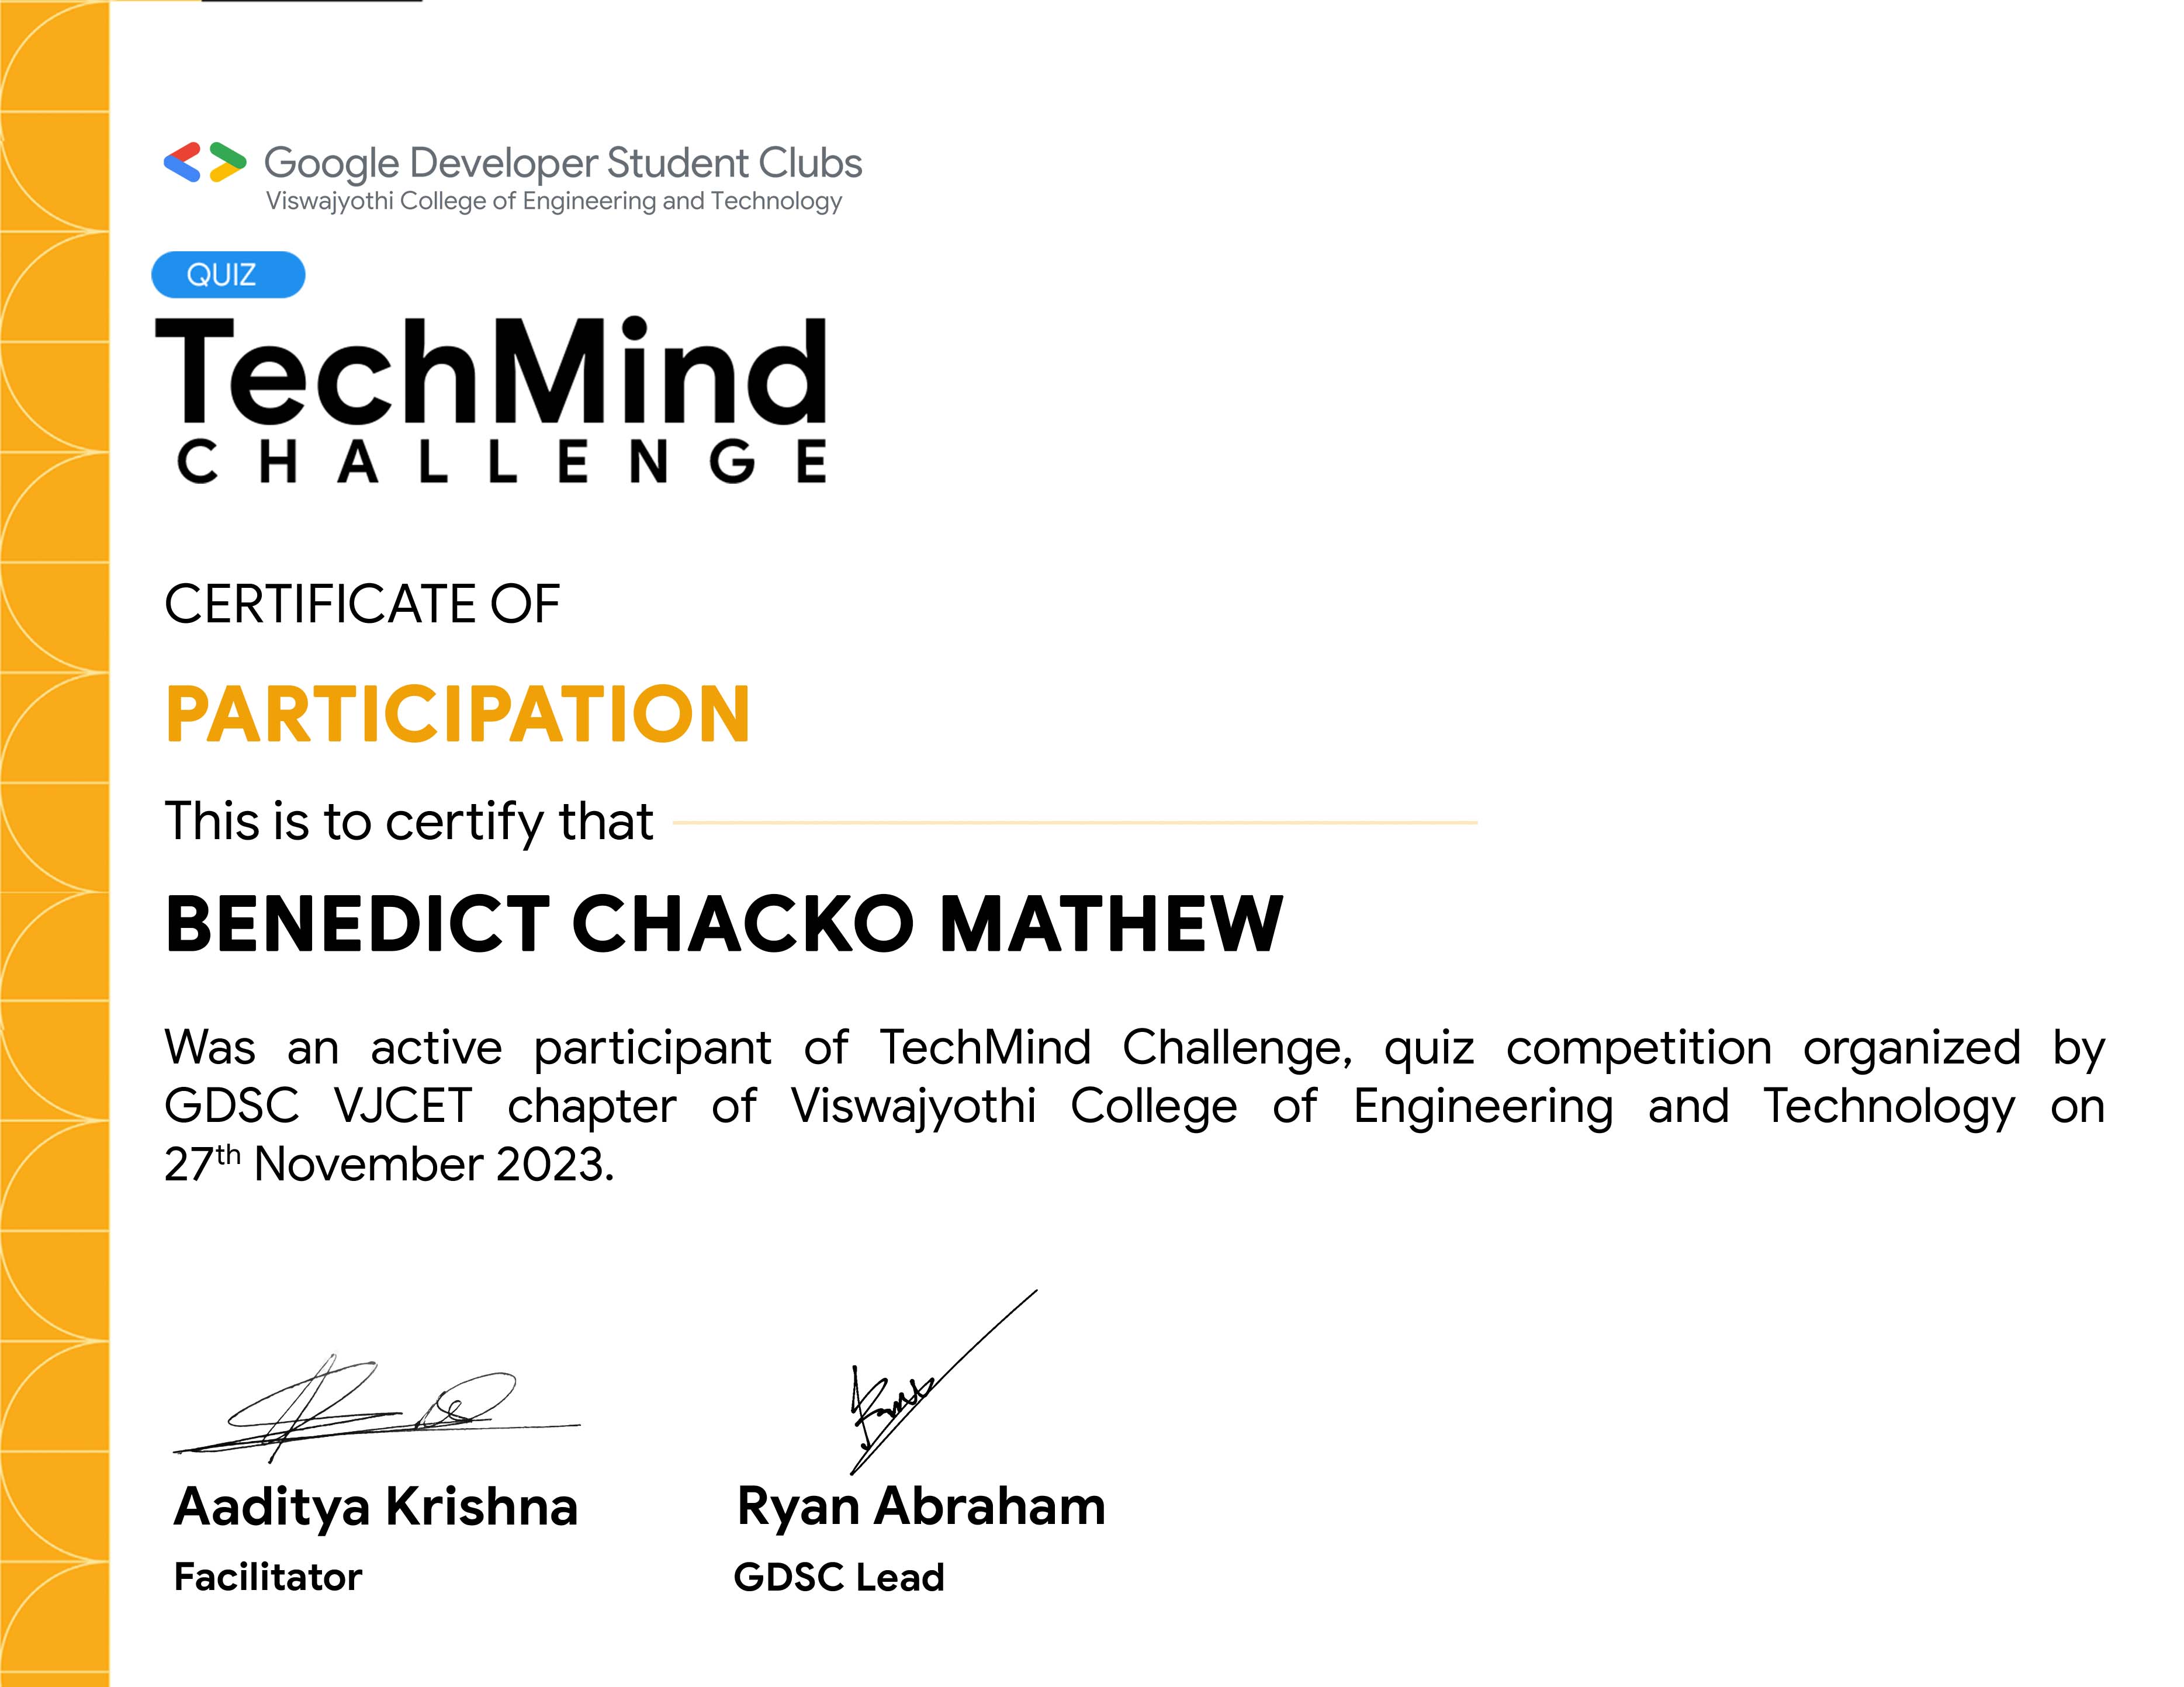 Google Developer Student Clubs
Viswajyothi College of Engineering and Technology
QUIZ
TechMind
CHALLENGE
CERTIFICATE OF
PARTICIPATION
This is to certify that
BENEDICT CHACKO MATHEW
Was an active participant of TechMind Challenge, quiz competition organized by
GDSC VJCET chapter of Viswajyothi College of Engineering and Technology on
27th November 2023.
Aaditya Krishna
Facilitator
Ryan Abraham
GDSC Lead